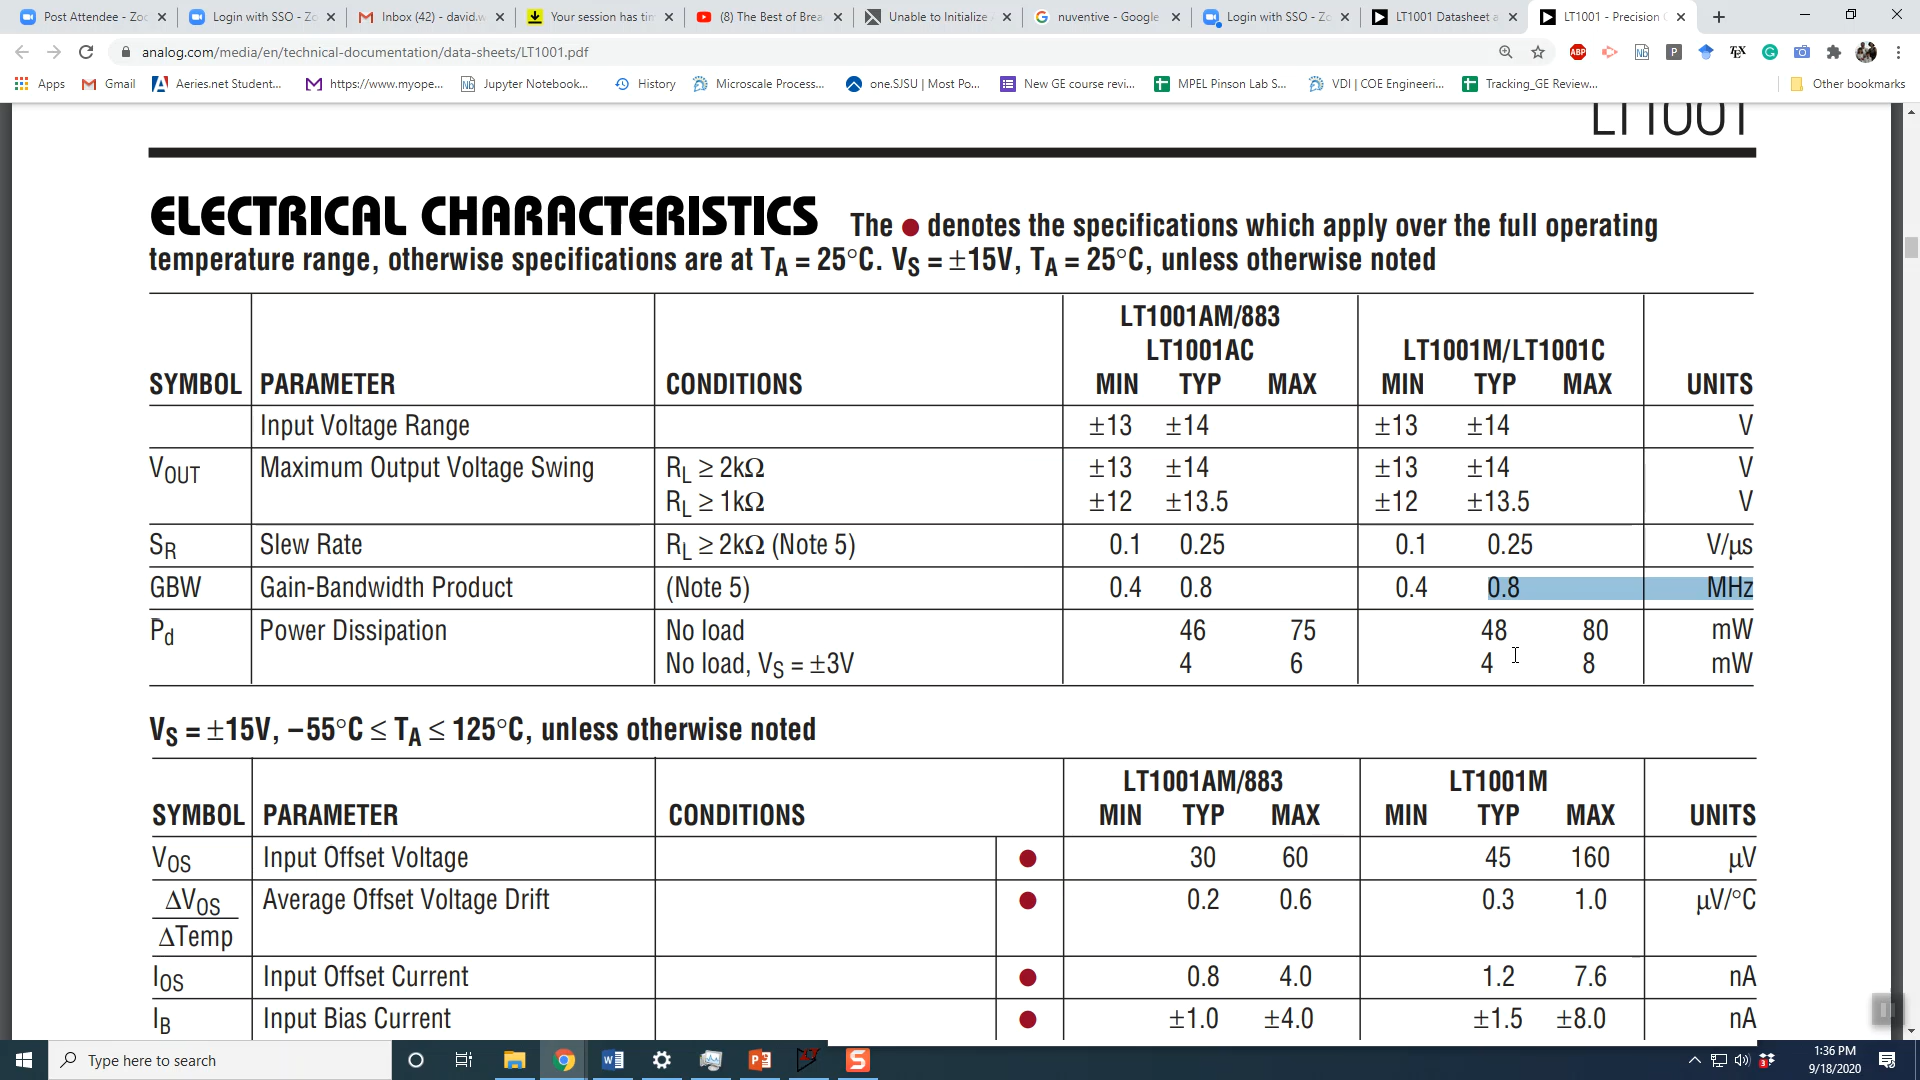 Post Attendee - Zoo
Login with SSO - Zo
Inbox (42) - david.w
Your session has tim
(8) The Best of Brea
Unable to Initialize
nuventive - Google
Login with SSO - Zo
LT1001 Datasheet a
LT1001 - Precision
analog.com/media/en/technical-documentation/data-sheets/LT1001.pdf
Apps
Gmail
Aeries.net Student...
https://www.myope...
Jupyter Notebook...
History
Microscale Process...
one.SJSU | Most Po...
New GE course revi...
MPEL Pinson Lab S...
VDI | COE Engineeri...
Tracking_GE Review...
Other bookmarks
LT1001
ELECTRICAL CHARACTERISTICS The ● denotes the specifications which apply over the full operating
temperature range, otherwise specifications are at TA = 25°C. VS = ±15V, TA = 25°C, unless otherwise noted
LT1001AM/883
LT1001AC LT1001M/LT1001C
SYMBOL PARAMETER CONDITIONS MIN TYP MAX MIN TYP MAX UNITS
Input Voltage Range ±13 ±14 ±13 ±14 V
VOUT Maximum Output Voltage Swing RL ≥ 2kΩ ±13 ±14 ±13 ±14 V
RL ≥ 1kΩ ±12 ±13.5 ±12 ±13.5 V
SR Slew Rate RL ≥ 2kΩ (Note 5) 0.1 0.25 0.1 0.25 V/µs
GBW Gain-Bandwidth Product (Note 5) 0.4 0.8 0.4 0.8 MHz
Pd Power Dissipation No load 46 75 48 80 mW
No load, VS = ±3V 4 6 4 8 mW
VS = ±15V, –55°C ≤ TA ≤ 125°C, unless otherwise noted
LT1001AM/883 LT1001M
SYMBOL PARAMETER CONDITIONS MIN TYP MAX MIN TYP MAX UNITS
VOS Input Offset Voltage ● 30 60 45 160 µV
ΔVOS Average Offset Voltage Drift ● 0.2 0.6 0.3 1.0 µV/°C
ΔTemp
IOS Input Offset Current ● 0.8 4.0 1.2 7.6 nA
IB Input Bias Current ● ±1.0 ±4.0 ±1.5 ±8.0 nA
Type here to search
1:36 PM
9/18/2020